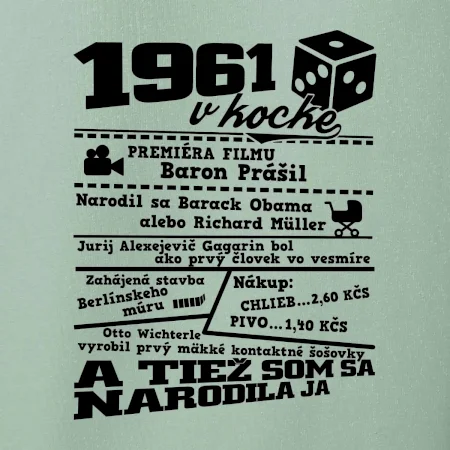 1961
v kocke
PREMIÉRA FILMU
Baron Prášil
Narodil sa Barack Obama
alebo Richard Müller
Jurij Alexejevič Gagarin bol
ako prvý človek vo vesmíre
Zahájená stavba
Berlínskeho
múru
Nákup:
CHLIEB...2,60 KČS
PIVO...1,40 KČS
Otto Wichterle
vyrobil prvý mäkké kontaktné šošovky
A TIEŽ SOM SA
NARODILA JA